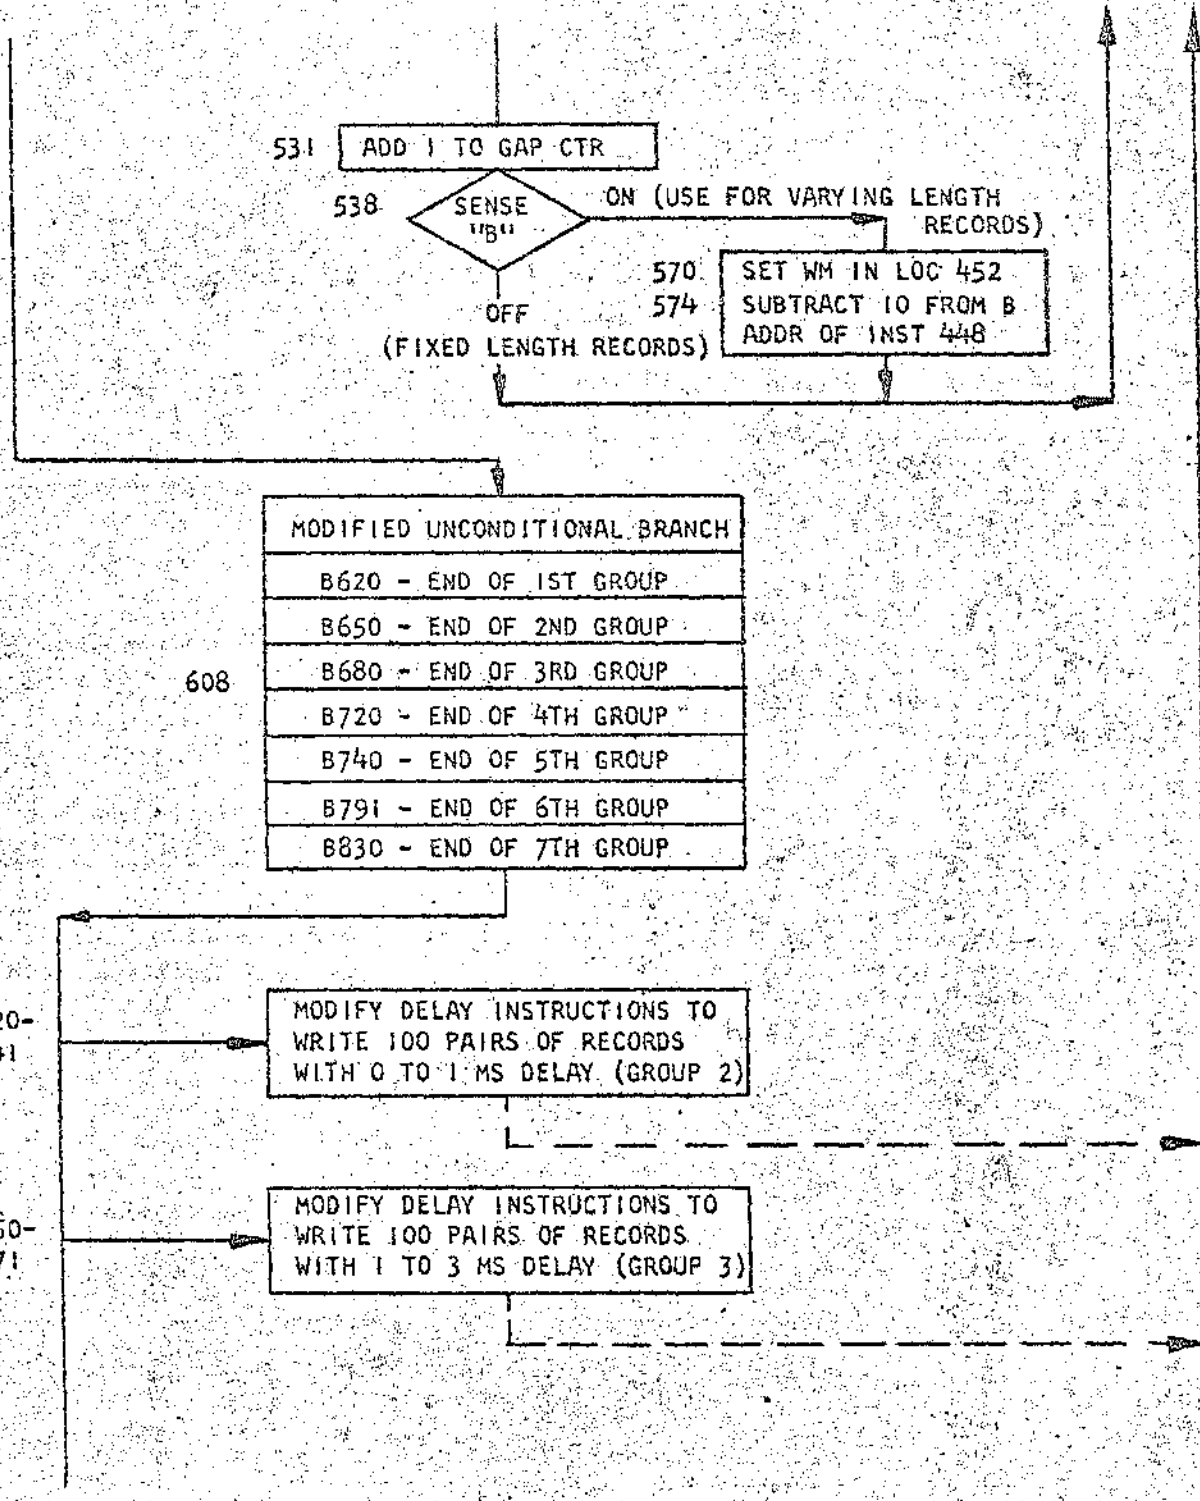 531 ADD 1 TO GAP CTR
538 SENSE "B"
ON (USE FOR VARYING LENGTH
RECORDS)
570 SET WM IN LOC 452
574 SUBTRACT 10 FROM B
ADDR OF INST 448
OFF
(FIXED LENGTH RECORDS)
MODIFIED UNCONDITIONAL BRANCH
B620 - END OF 1ST GROUP
B650 - END OF 2ND GROUP
608 B680 - END OF 3RD GROUP
B720 - END OF 4TH GROUP
B740 - END OF 5TH GROUP
B791 - END OF 6TH GROUP
B830 - END OF 7TH GROUP
MODIFY DELAY INSTRUCTIONS TO
WRITE 100 PAIRS OF RECORDS
WITH 0 TO 1 MS DELAY (GROUP 2)
MODIFY DELAY INSTRUCTIONS TO
WRITE 100 PAIRS OF RECORDS
WITH 1 TO 3 MS DELAY (GROUP 3)